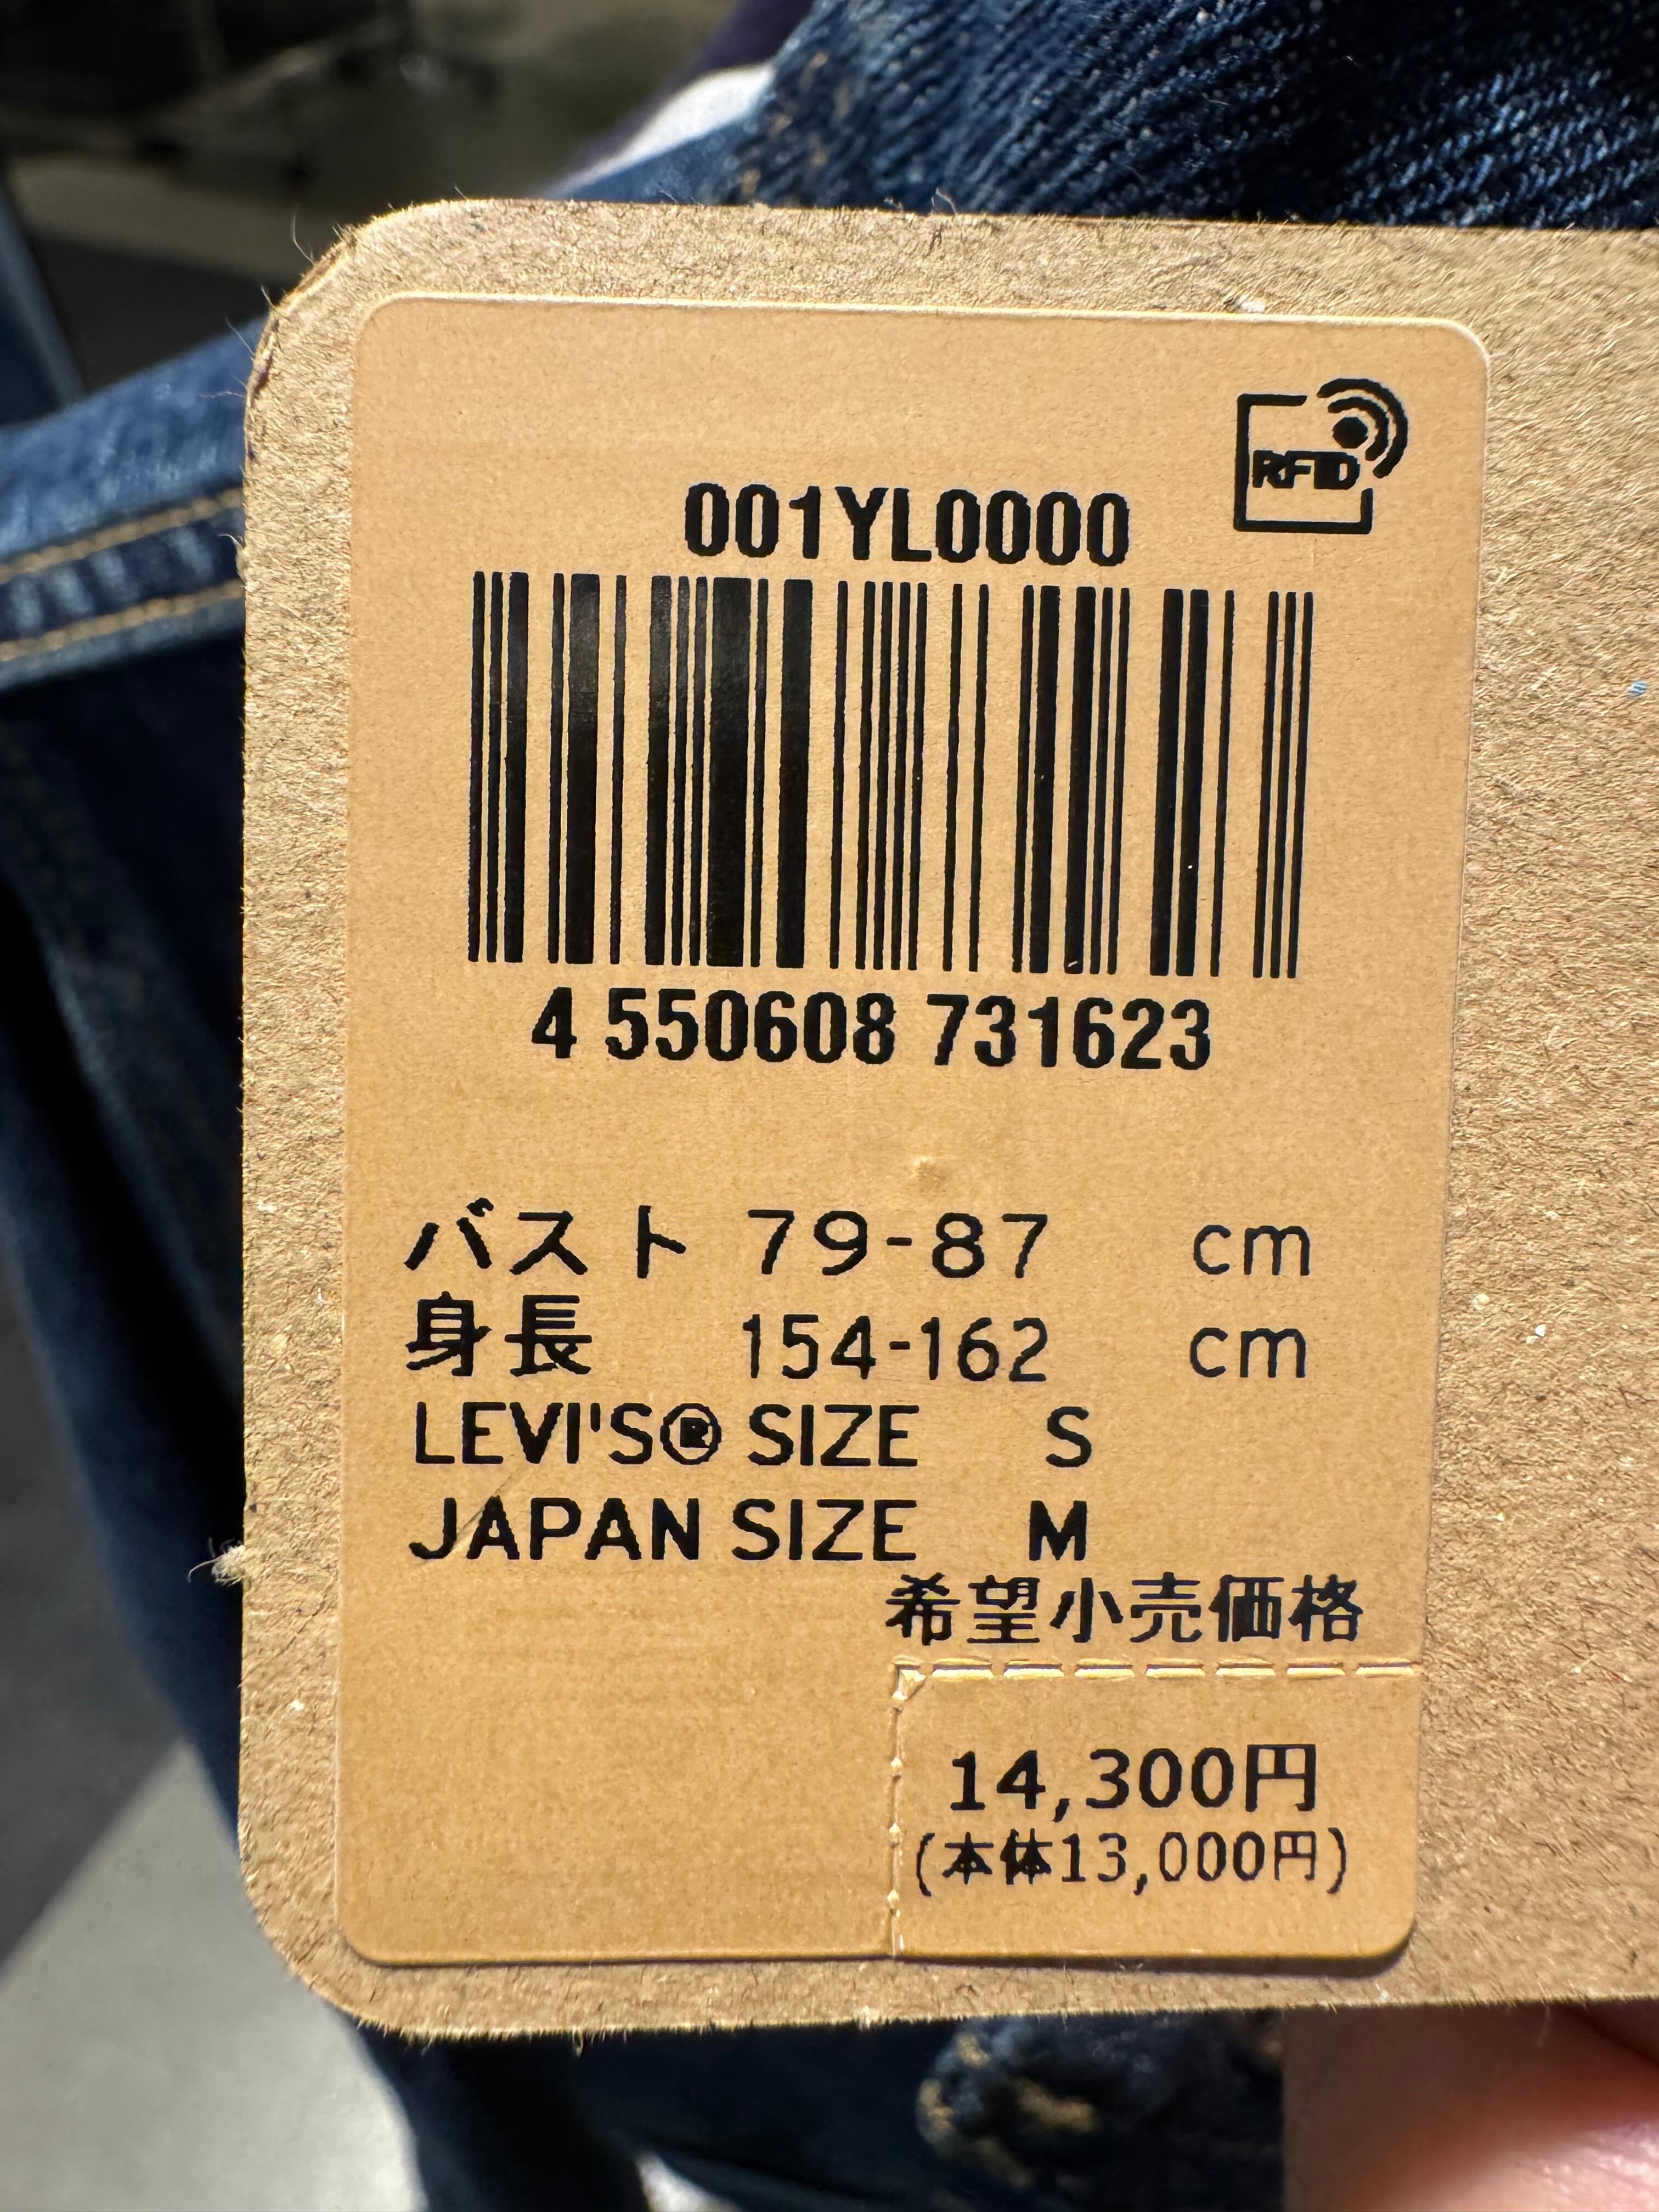 RFID
001YL0000
4 550608 731623
バスト 79-87 cm
身長 154-162 cm
LEVI'S® SIZE S
JAPAN SIZE M
希望小売価格
14,300円
(本体13,000円)